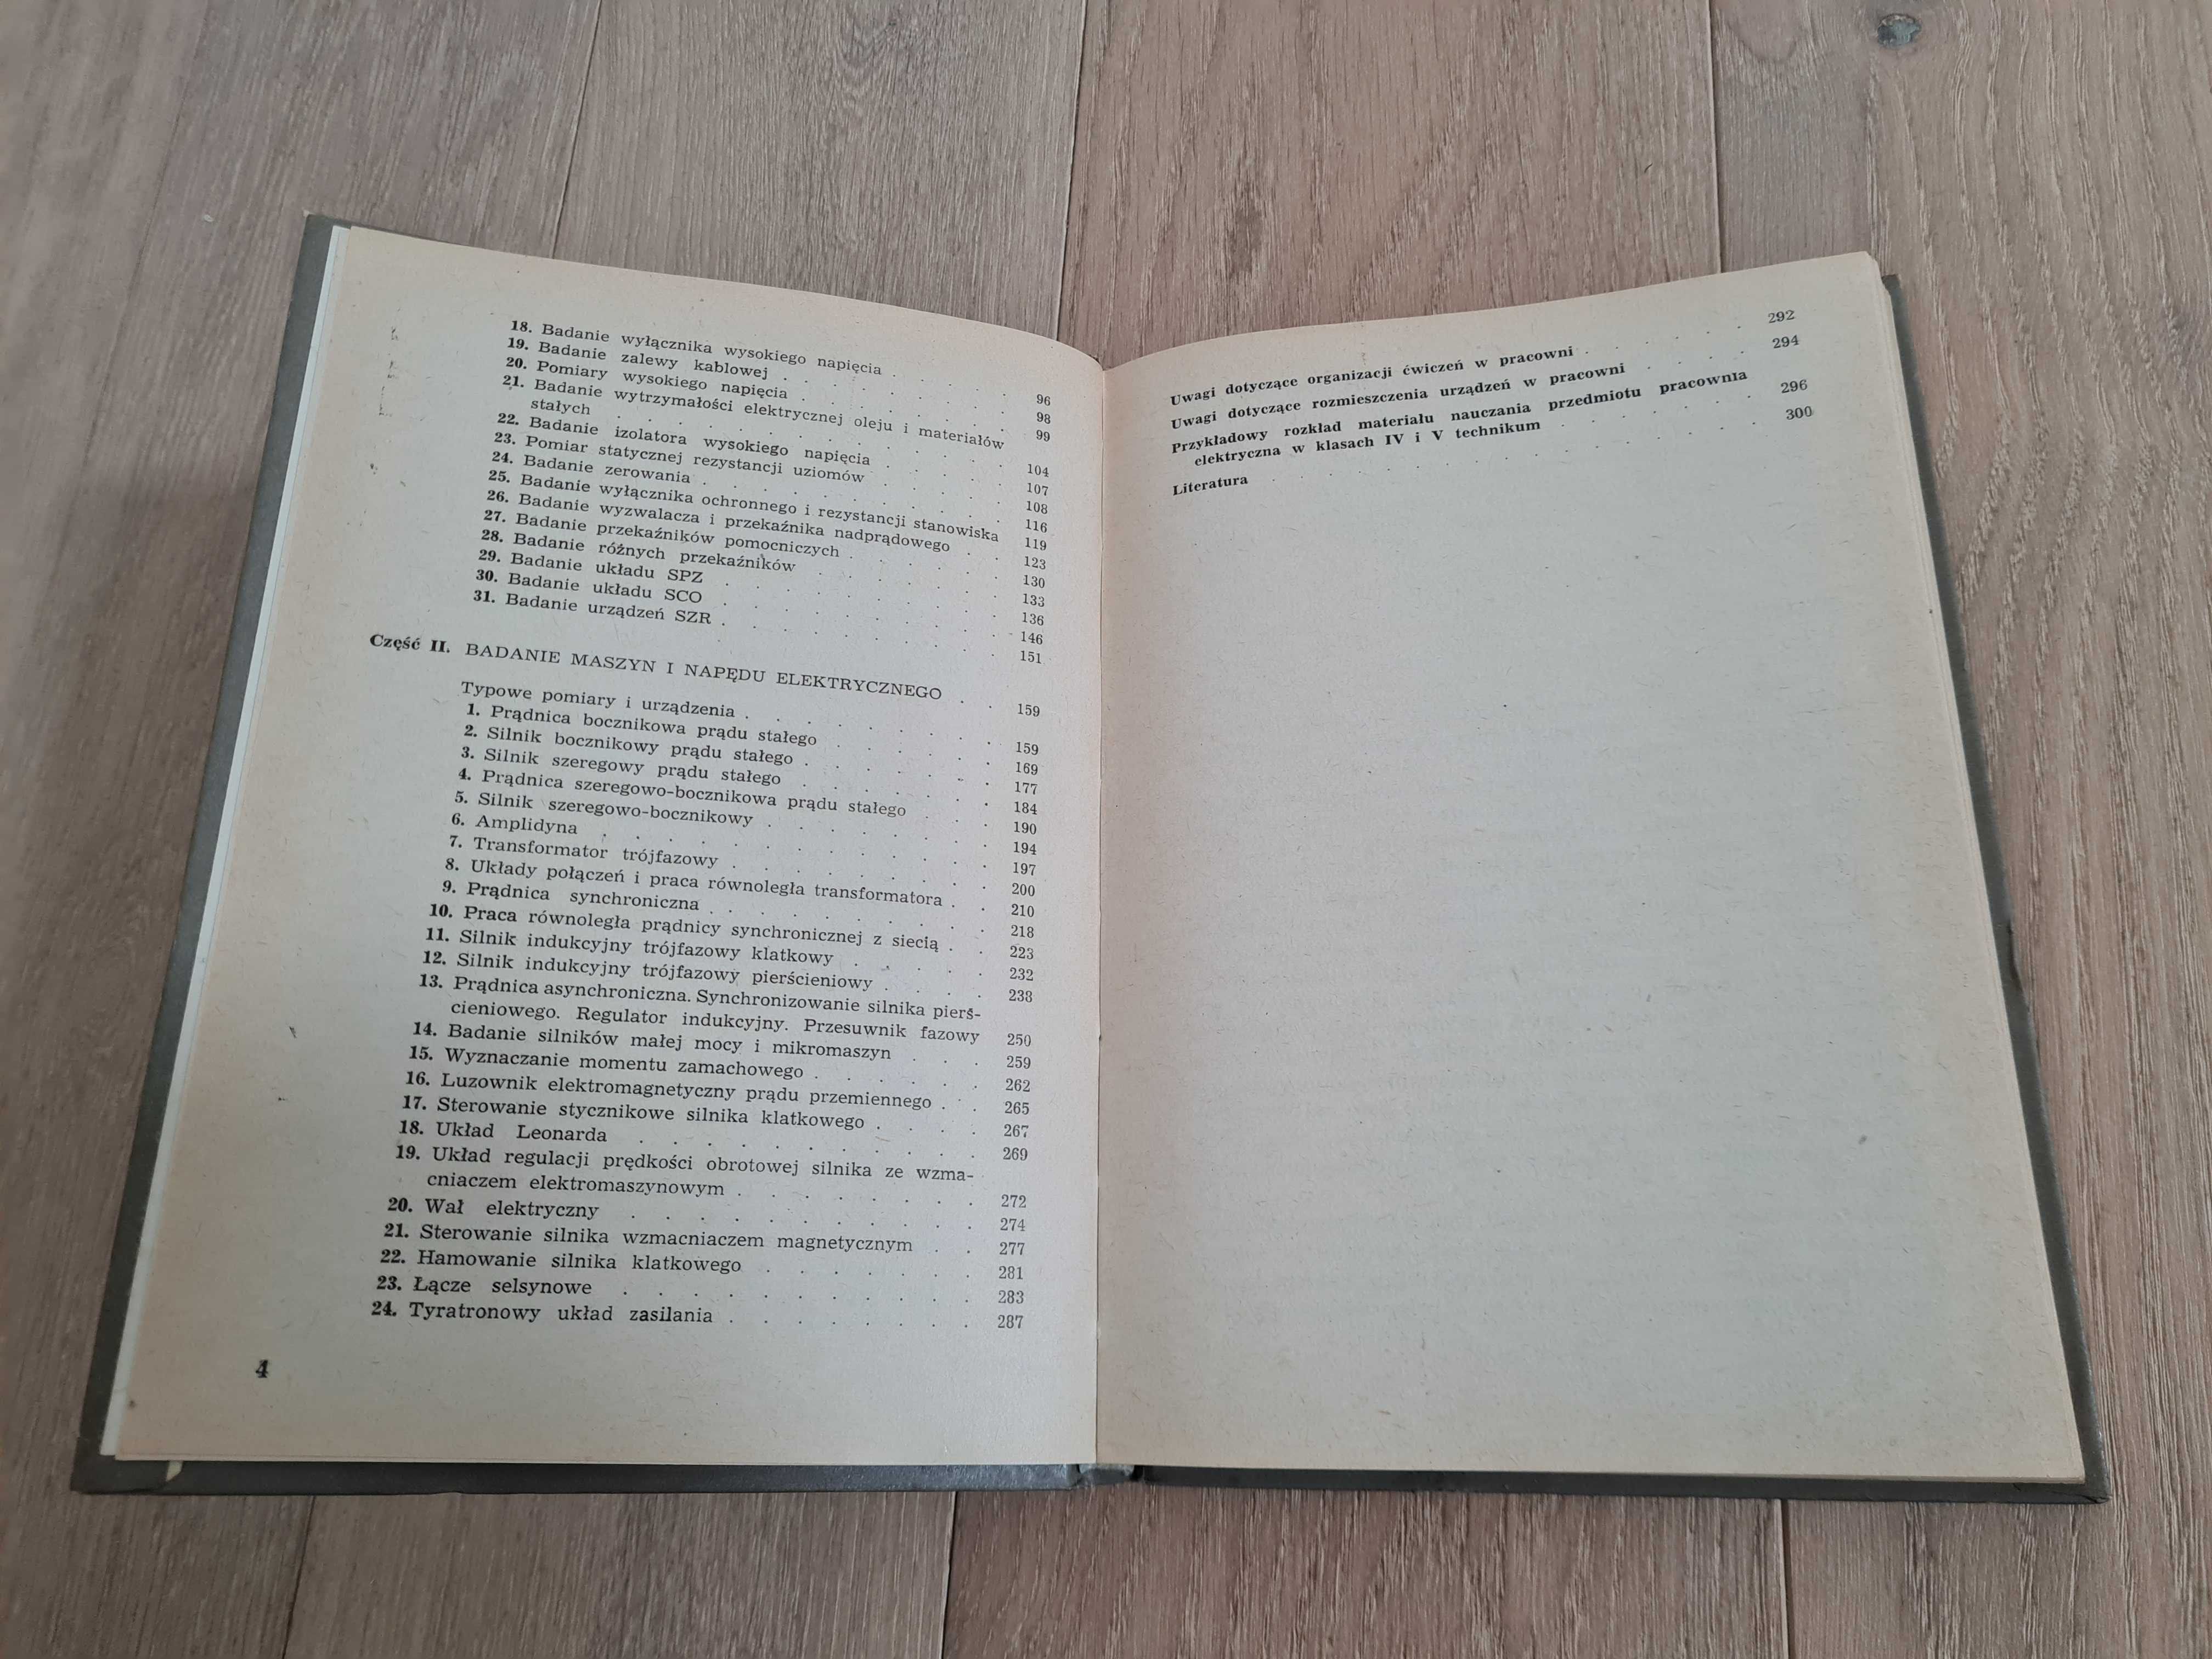 18. Badanie wyłącznika wysokiego napięcia . . . . . 96
19. Badanie zalewy kablowej . . . . . . . . 98
20. Pomiary wysokiego napięcia . . . . . . . . 99
21. Badanie wytrzymałości elektrycznej oleju i materiałów
stałych . . . . . . . . . . 104
22. Badanie izolatora wysokiego napięcia . . . . . 107
23. Pomiar statycznej rezystancji uziomów . . . . . 108
24. Badanie zerowania . . . . . . . . . 116
25. Badanie wyłącznika ochronnego i rezystancji stanowiska 119
26. Badanie wyzwalacza i przekaźnika nadprądowego . . 123
27. Badanie przekaźników pomocniczych . . . . . . 130
28. Badanie różnych przekaźników . . . . . . 133
29. Badanie układu SPZ . . . . . . . . 136
30. Badanie układu SCO . . . . . . . . . 146
31. Badanie urządzeń SZR . . . . . . . . 151
Część II. BADANIE MASZYN I NAPĘDU ELEKTRYCZNEGO . . 159
Typowe pomiary i urządzenia . . . . . . . . 159
1. Prądnica bocznikowa prądu stałego . . . . . 169
2. Silnik bocznikowy prądu stałego . . . . . . 177
3. Silnik szeregowy prądu stałego . . . . . . 184
4. Prądnica szeregowo-bocznikowa prądu stałego . . . 190
5. Silnik szeregowo-bocznikowy . . . . . . . 194
6. Amplidyna . . . . . . . . . . 197
7. Transformator trójfazowy . . . . . . . . 200
8. Układy połączeń i praca równoległa transformatora . . 210
9. Prądnica synchroniczna . . . . . . . . 218
10. Praca równoległa prądnicy synchronicznej z siecią . . 223
11. Silnik indukcyjny trójfazowy klatkowy . . . . . 232
12. Silnik indukcyjny trójfazowy pierścieniowy . . . . 238
13. Prądnica asynchroniczna. Synchronizowanie silnika pierś-
cieniowego. Regulator indukcyjny. Przesuwnik fazowy 250
14. Badanie silników małej mocy i mikromaszyn . . . 259
15. Wyznaczanie momentu zamachowego . . . . . . 262
16. Luzownik elektromagnetyczny prądu przemiennego . . . 265
17. Sterowanie stycznikowe silnika klatkowego . . . . 267
18. Układ Leonarda . . . . . . . . . . 269
19. Układ regulacji prędkości obrotowej silnika ze wzma-
cniaczem elektromaszynowym . . . . . . . . 272
20. Wał elektryczny . . . . . . . . . . 274
21. Sterowanie silnika wzmacniaczem magnetycznym . . 277
22. Hamowanie silnika klatkowego . . . . . . . 281
23. Łącze selsynowe . . . . . . . . . . . 283
24. Tyratronowy układ zasilania . . . . . . . . 287
4
Uwagi dotyczące organizacji ćwiczeń w pracowni . . . . . . 292
Uwagi dotyczące rozmieszczenia urządzeń w pracowni . . . . 294
Przykładowy rozkład materiału nauczania przedmiotu pracownia
elektryczna w klasach IV i V technikum . . . . . . . 296
Literatura . . . . . . . . . . . . . . . . . 300